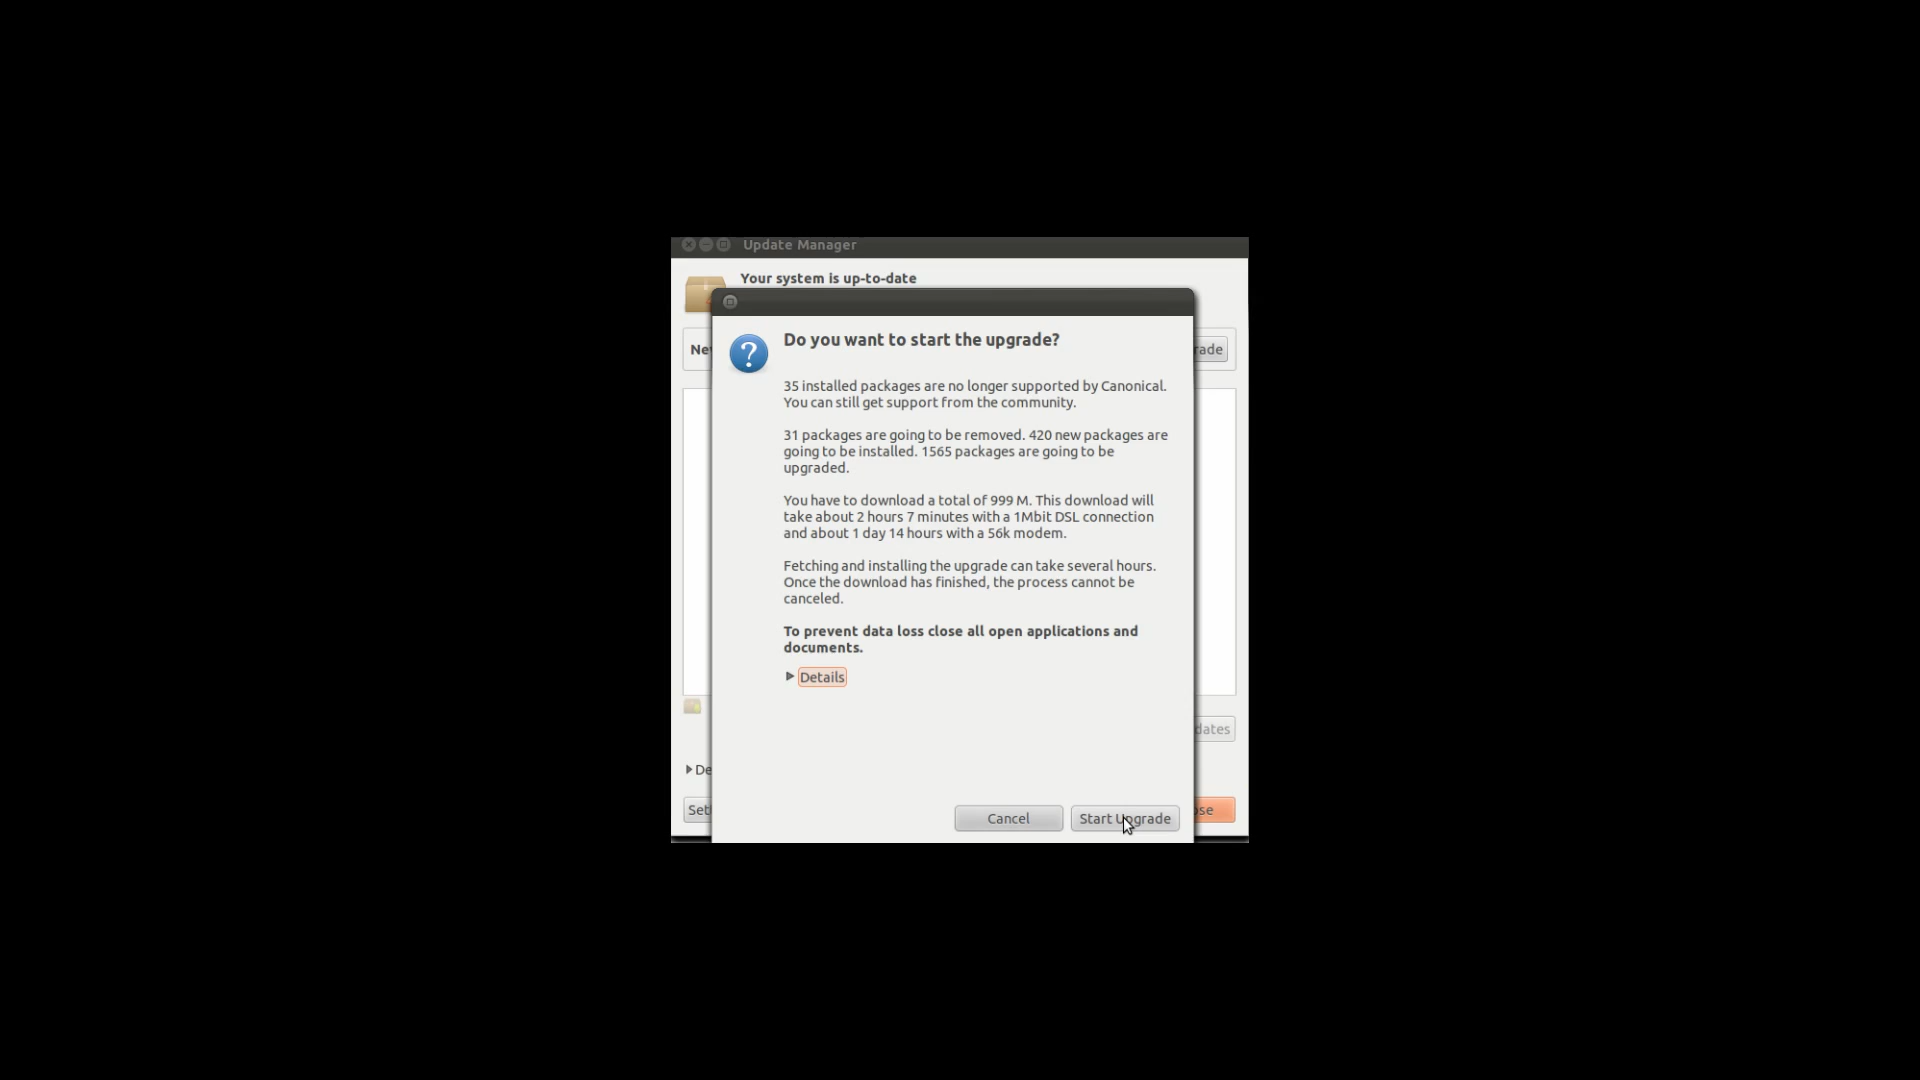 Update Manager
Your system is up-to-date
Do you want to start the upgrade?
35 installed packages are no longer supported by Canonical.
You can still get support from the community.
31 packages are going to be removed. 420 new packages are
going to be installed. 1565 packages are going to be
upgraded.
You have to download a total of 999 M. This download will
take about 2 hours 7 minutes with a 1Mbit DSL connection
and about 1 day 14 hours with a 56k modem.
Fetching and installing the upgrade can take several hours.
Once the download has finished, the process cannot be
canceled.
To prevent data loss close all open applications and
documents.
Details
Cancel
Start Upgrade